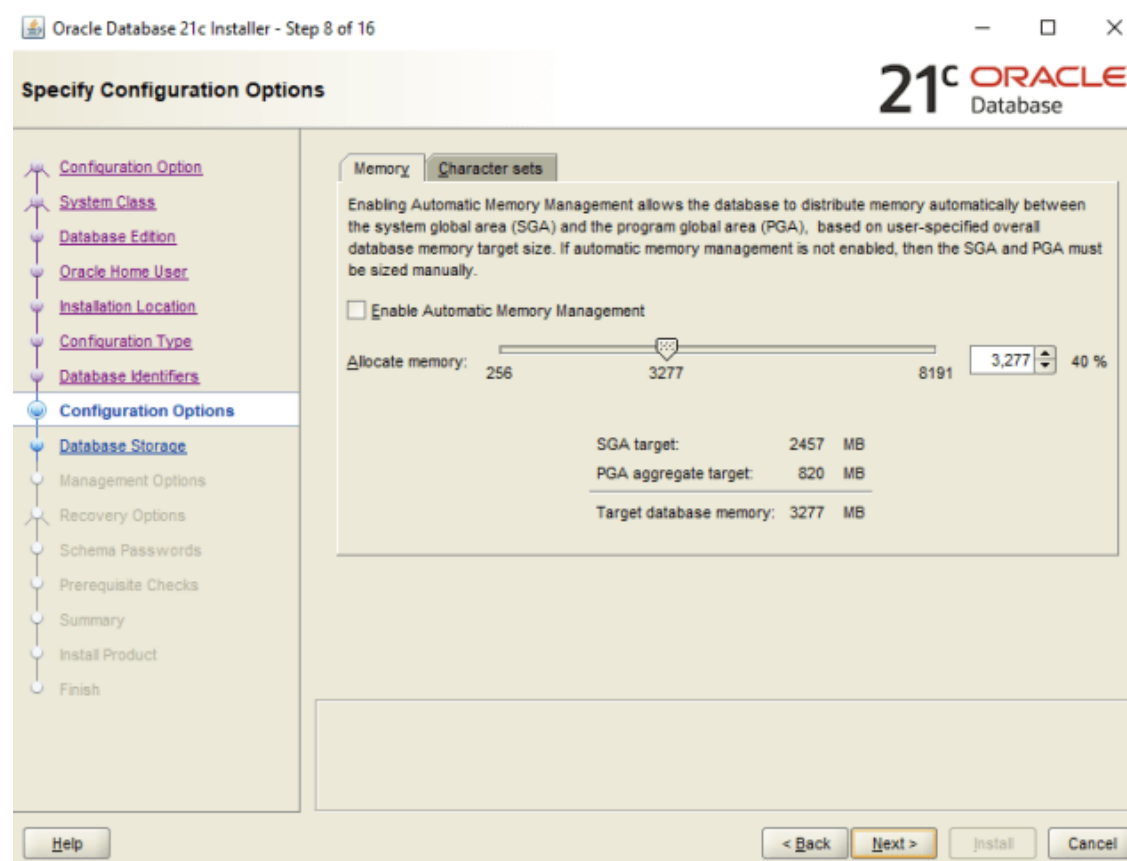 Oracle Database 21c Installer - Step 8 of 16
Specify Configuration Options
21c ORACLE
Database
Configuration Option
System Class
Database Edition
Oracle Home User
Installation Location
Configuration Type
Database Identifiers
Configuration Options
Database Storage
Management Options
Recovery Options
Schema Passwords
Prerequisite Checks
Summary
Install Product
Finish
Memory Character sets
Enabling Automatic Memory Management allows the database to distribute memory automatically between
the system global area (SGA) and the program global area (PGA), based on user-specified overall
database memory target size. If automatic memory management is not enabled, then the SGA and PGA must
be sized manually.
Enable Automatic Memory Management
Allocate memory: 256 3277 8191 3,277 40 %
SGA target: 2457 MB
PGA aggregate target: 820 MB
Target database memory: 3277 MB
Help < Back Next > Install Cancel